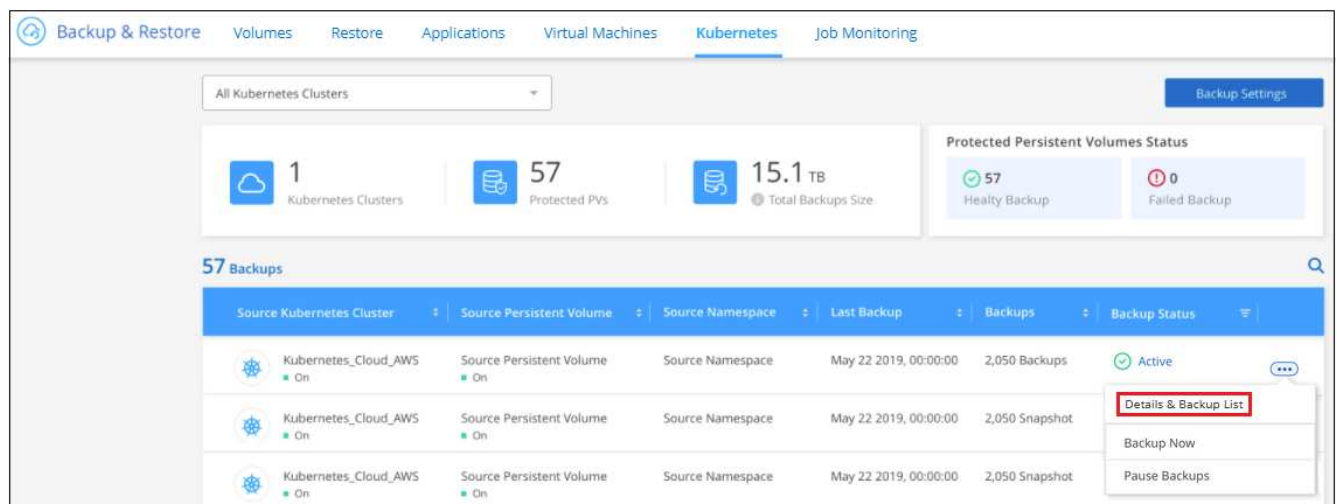 Backup & Restore Volumes Restore Applications Virtual Machines Kubernetes Job Monitoring
All Kubernetes Clusters
Backup Settings
1
Kubernetes Clusters
57
Protected PVs
15.1 TB
Total Backups Size
Protected Persistent Volumes Status
57
Healty Backup
0
Failed Backup
57 Backups
Source Kubernetes Cluster Source Persistent Volume Source Namespace Last Backup Backups Backup Status
Kubernetes_Cloud_AWS Source Persistent Volume Source Namespace May 22 2019, 00:00:00 2,050 Backups Active
On On
Details & Backup List
Kubernetes_Cloud_AWS Source Persistent Volume Source Namespace May 22 2019, 00:00:00 2,050 Snapshot
On On
Backup Now
Kubernetes_Cloud_AWS Source Persistent Volume Source Namespace May 22 2019, 00:00:00 2,050 Snapshot
Pause Backups
On On